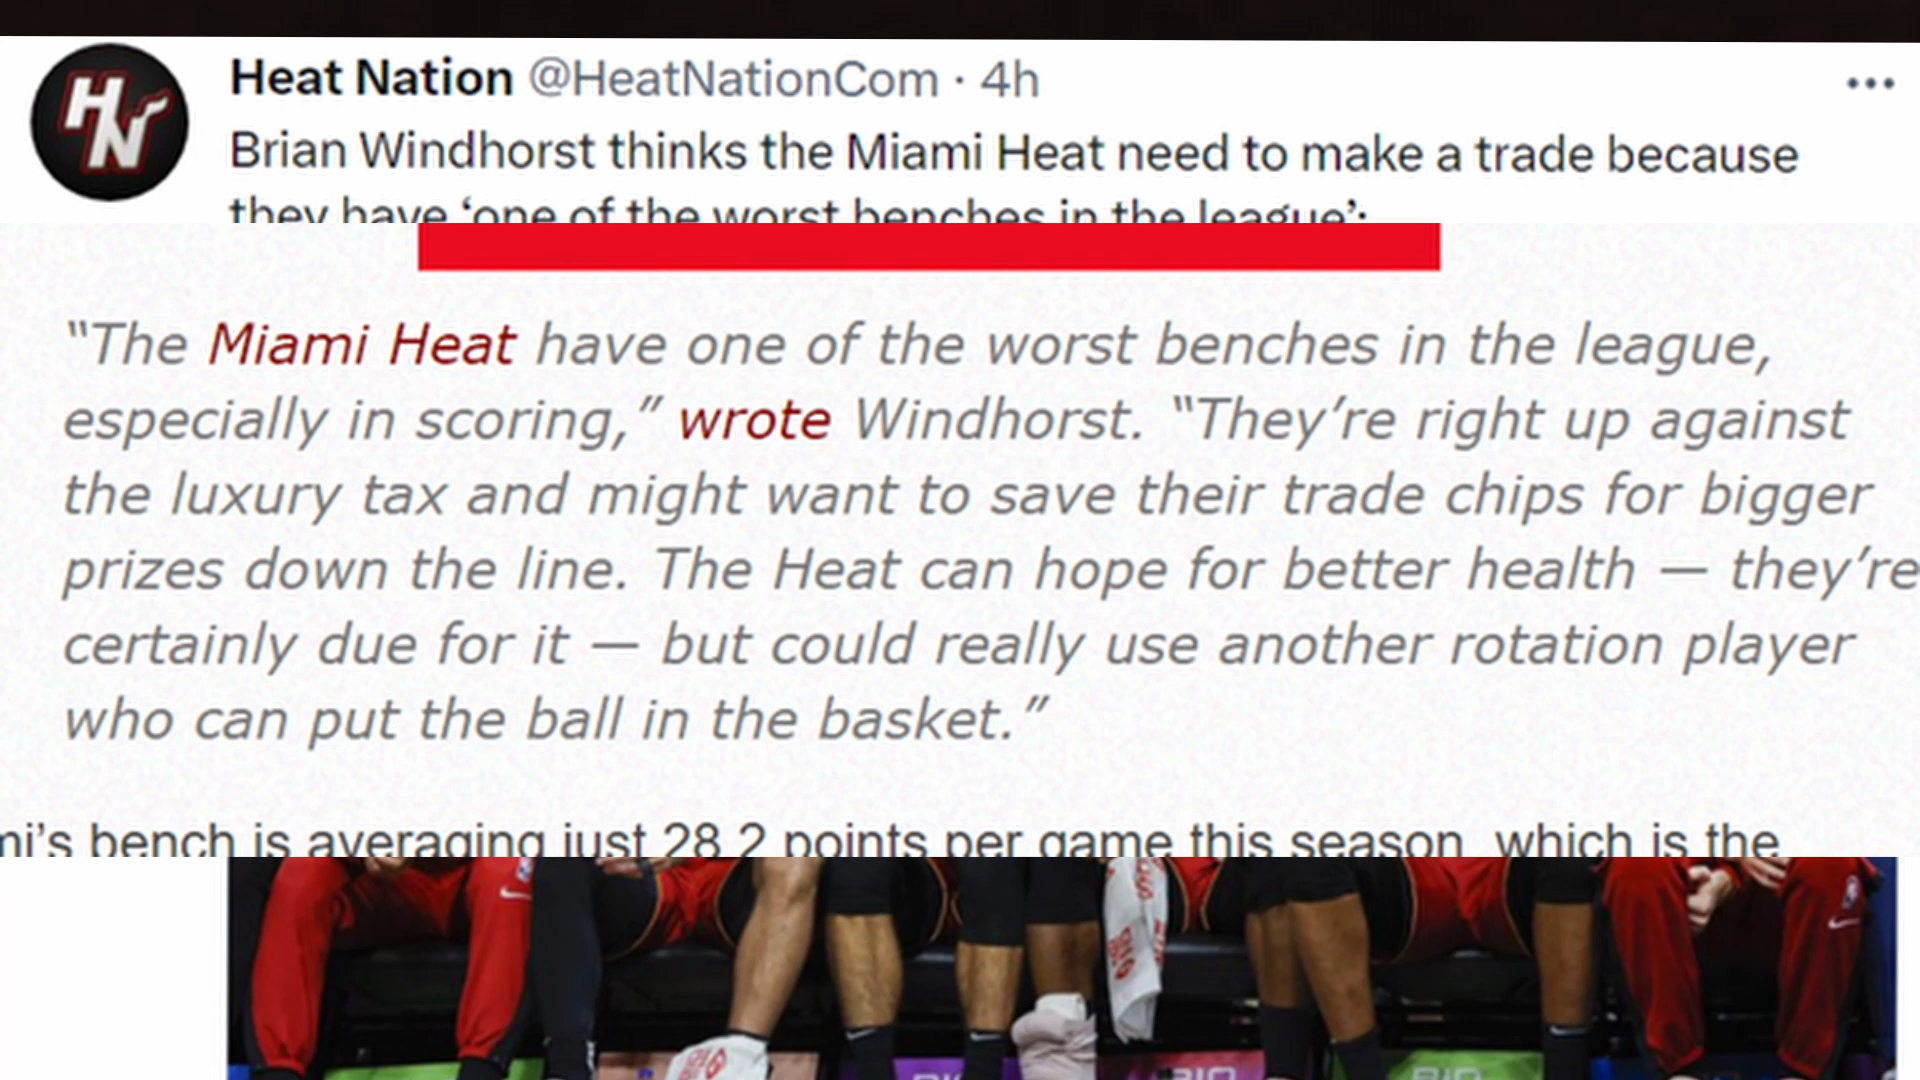 HN
Heat Nation @HeatNationCom · 4h
Brian Windhorst thinks the Miami Heat need to make a trade because
they have ‘one of the worst benches in the league’:
“The Miami Heat have one of the worst benches in the league,
especially in scoring,” wrote Windhorst. “They’re right up against
the luxury tax and might want to save their trade chips for bigger
prizes down the line. The Heat can hope for better health — they’re
certainly due for it — but could really use another rotation player
who can put the ball in the basket.”
mi’s bench is averaging just 28.2 points per game this season, which is the